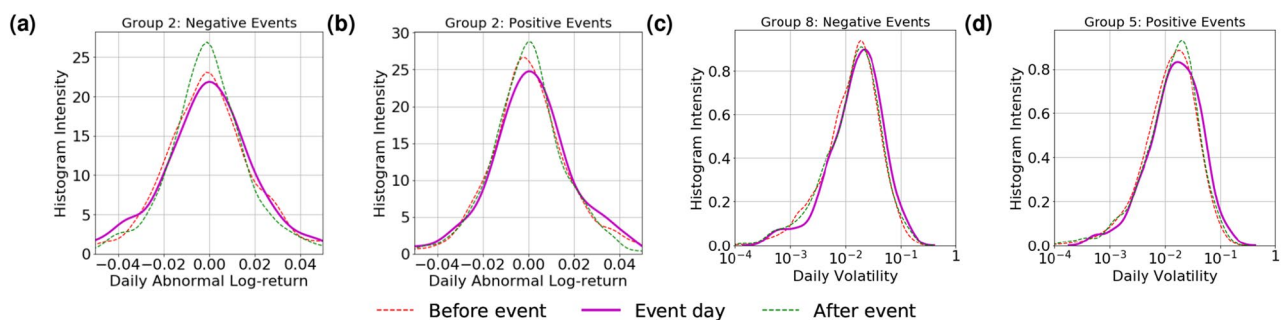 (a)
Group 2: Negative Events
Histogram Intensity
25
20
15
10
5
0
−0.04 −0.02 0.00 0.02 0.04
Daily Abnormal Log-return
(b)
Group 2: Positive Events
Histogram Intensity
30
25
20
15
10
5
0
−0.04 −0.02 0.00 0.02 0.04
Daily Abnormal Log-return
(c)
Group 8: Negative Events
Histogram Intensity
0.8
0.6
0.4
0.2
0.0
10⁻⁴ 10⁻³ 10⁻² 10⁻¹ 1
Daily Volatility
(d)
Group 5: Positive Events
Histogram Intensity
0.8
0.6
0.4
0.2
0.0
10⁻⁴ 10⁻³ 10⁻² 10⁻¹ 1
Daily Volatility
Before event Event day After event